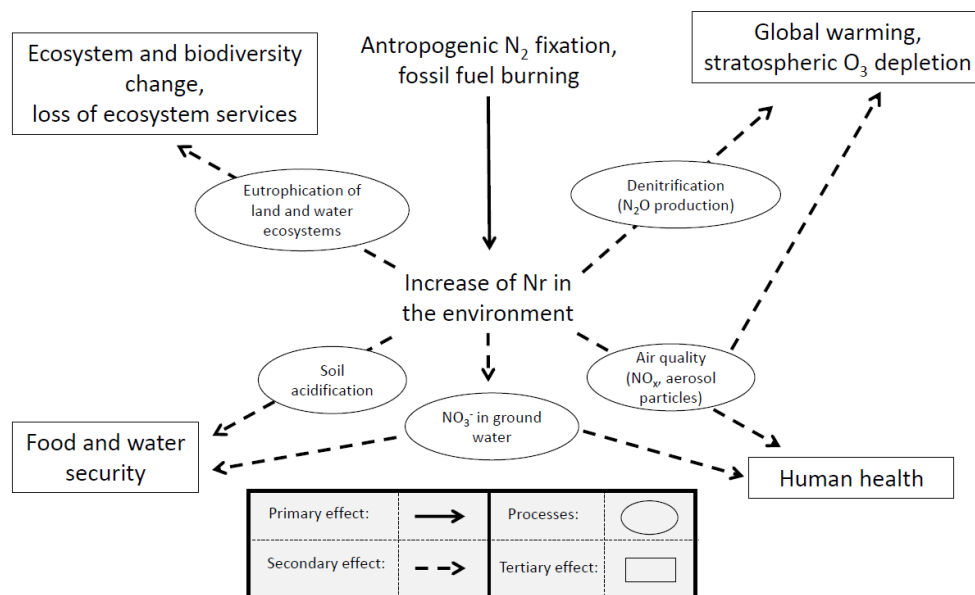 Ecosystem and biodiversity
change,
loss of ecosystem services
Antropogenic N₂ fixation,
fossil fuel burning
Global warming,
stratospheric O₃ depletion
Eutrophication of
land and water
ecosystems
Denitrification
(N₂O production)
Increase of Nr in
the environment
Soil
acidification
Air quality
(NOₓ, aerosol
particles)
NO₃⁻ in ground
water
Food and water
security
Human health
Primary effect:
Processes:
Secondary effect:
Tertiary effect: